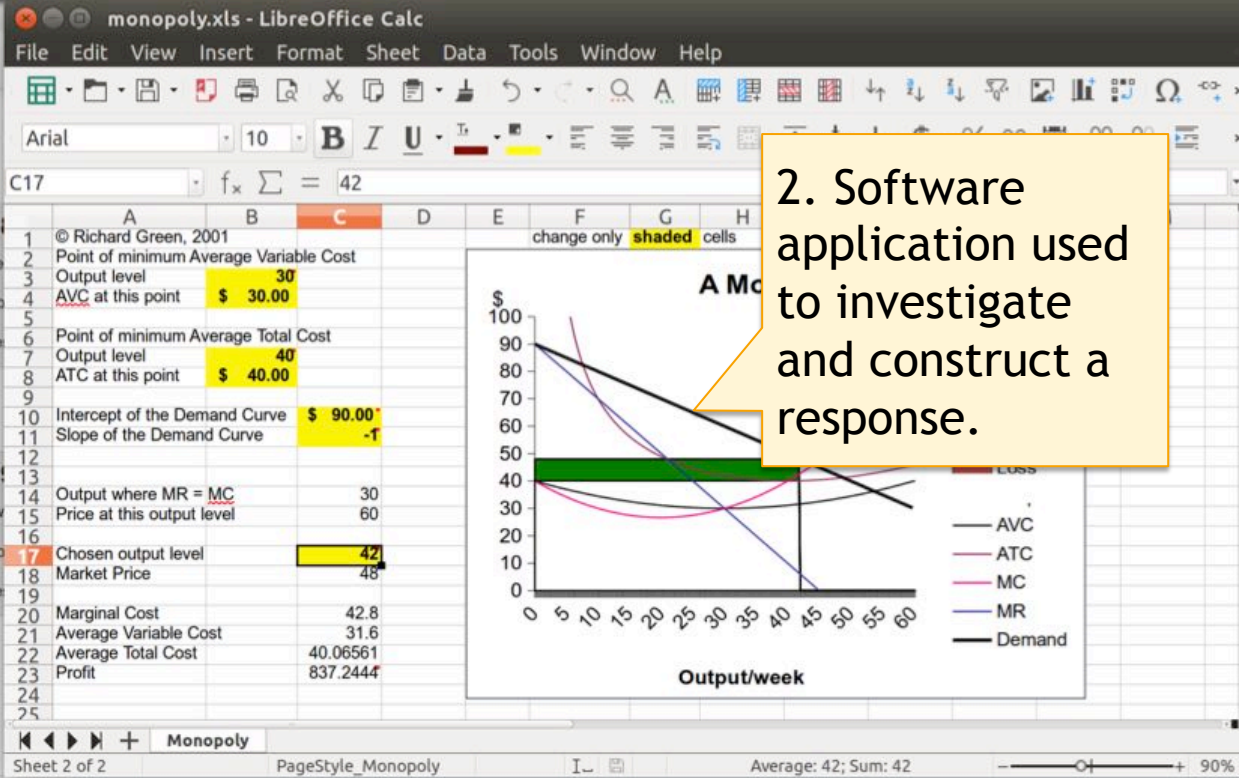 monopoly.xls - LibreOffice Calc
File Edit View Insert Format Sheet Data Tools Window Help
Arial 10 B I U
C17 fx Σ = 42
A B C D E F G H
1 © Richard Green, 2001 change only shaded cells
2 Point of minimum Average Variable Cost
3 Output level 30
4 AVC at this point $ 30.00
5
6 Point of minimum Average Total Cost
7 Output level 40
8 ATC at this point $ 40.00
9
10 Intercept of the Demand Curve $ 90.00
11 Slope of the Demand Curve -1
12
13
14 Output where MR = MC 30
15 Price at this output level 60
16
17 Chosen output level 42
18 Market Price 48
19
20 Marginal Cost 42.8
21 Average Variable Cost 31.6
22 Average Total Cost 40.06561
23 Profit 837.2444
24
25
A Mo
$
100
90
80
70
60
50
40
30
20
10
0
0 5 10 15 20 25 30 35 40 45 50 55 60
Output/week
Loss
AVC
ATC
MC
MR
Demand
2. Software
application used
to investigate
and construct a
response.
Monopoly
Sheet 2 of 2 PageStyle_Monopoly Average: 42; Sum: 42 90%